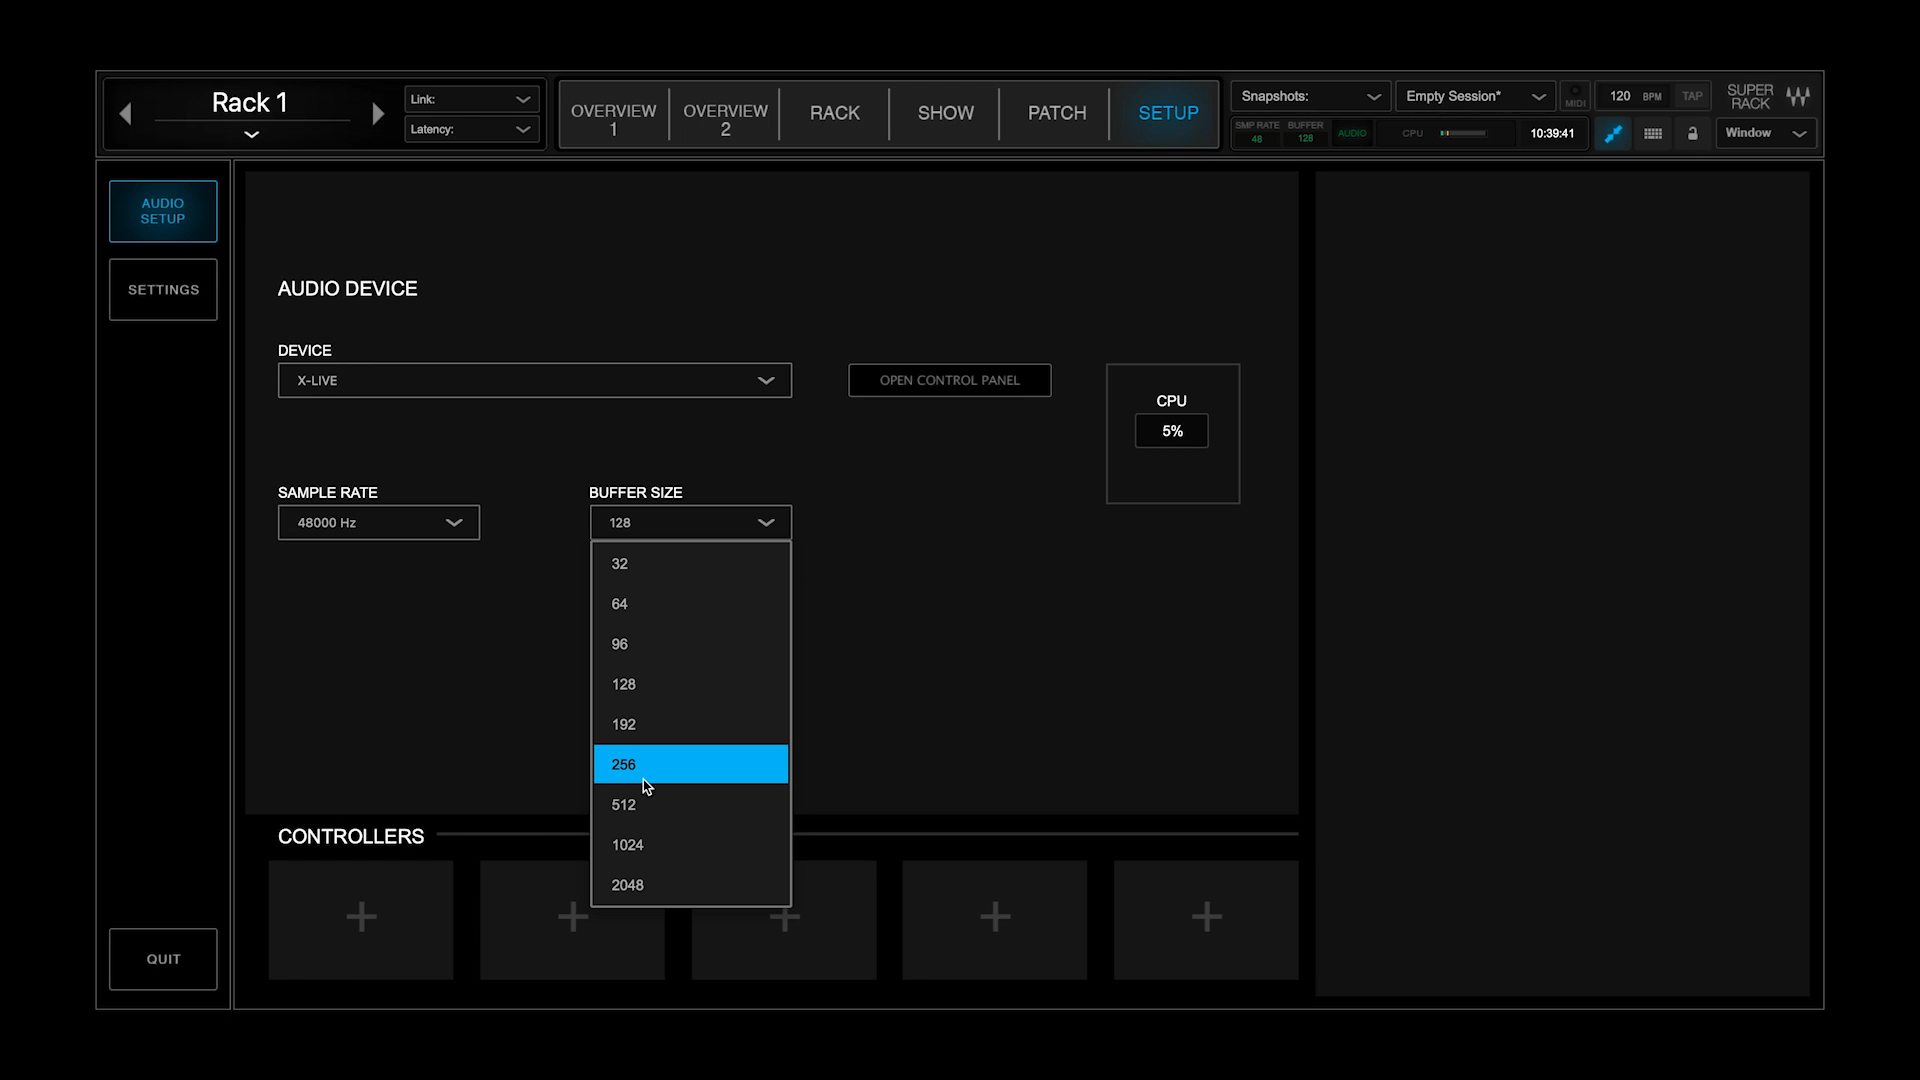 Rack 1
Link:
Latency:
OVERVIEW
1
OVERVIEW
2
RACK
SHOW
PATCH
SETUP
Snapshots:
Empty Session*
MIDI
120 BPM TAP
SUPER
RACK
SMP RATE
48
BUFFER
128
AUDIO
CPU
10:39:41
Window
AUDIO
SETUP
SETTINGS
QUIT
AUDIO DEVICE
DEVICE
X-LIVE
OPEN CONTROL PANEL
CPU
5%
SAMPLE RATE
48000 Hz
BUFFER SIZE
128
32
64
96
128
192
256
512
1024
2048
CONTROLLERS